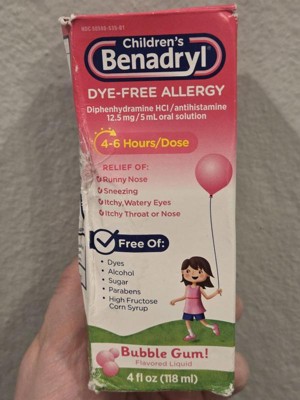 Children's
Benadryl
DYE-FREE ALLERGY
Diphenhydramine HCl/antihistamine
12.5 mg/5 mL oral solution
4-6 Hours/Dose
RELIEF OF:
Runny Nose
Sneezing
Itchy, Watery Eyes
Itchy Throat or Nose
Free Of:
• Dyes
• Alcohol
• Sugar
• Parabens
• High Fructose
Corn Syrup
Bubble Gum!
Flavored Liquid
4 fl oz (118 ml)